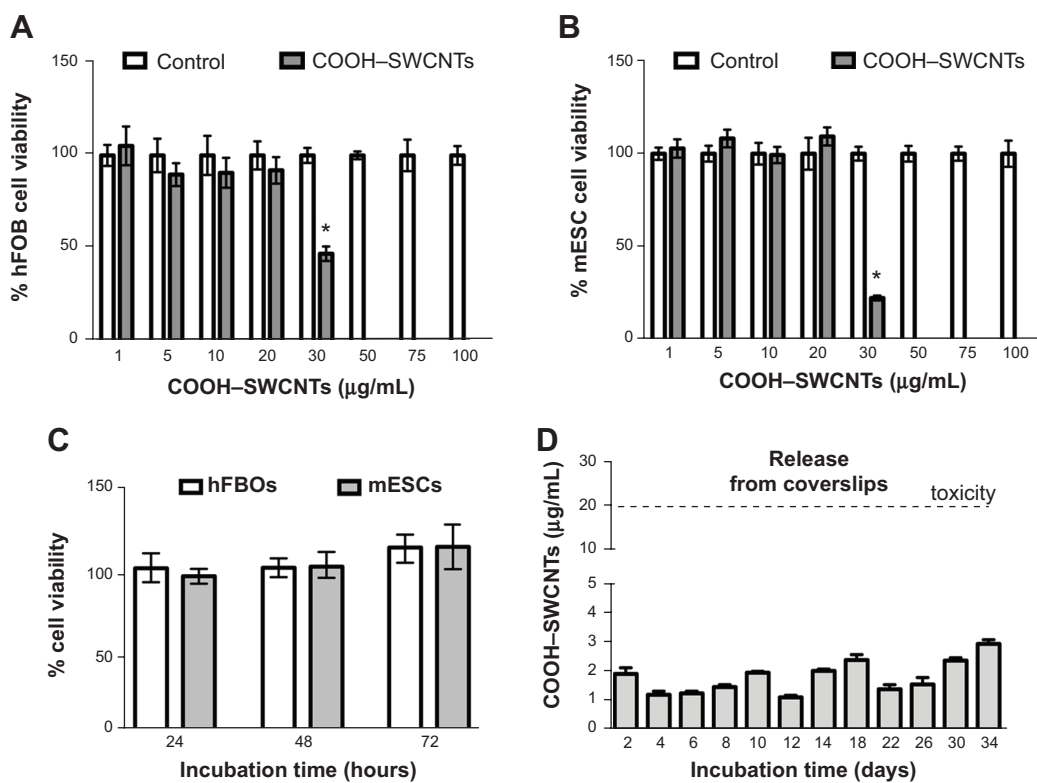 A
150
Control
COOH–SWCNTs
% hFOB cell viability
100
50
*
0
1 5 10 20 30 50 75 100
COOH–SWCNTs (µg/mL)
B
150
Control
COOH–SWCNTs
% mESC cell viability
100
50
*
0
1 5 10 20 30 50 75 100
COOH–SWCNTs (µg/mL)
C
150
hFBOs
mESCs
% cell viability
100
50
0
24 48 72
Incubation time (hours)
D
30
Release
from coverslips
toxicity
COOH–SWCNTs (µg/mL)
20
10
5
4
3
2
1
0
2 4 6 8 10 12 14 18 22 26 30 34
Incubation time (days)